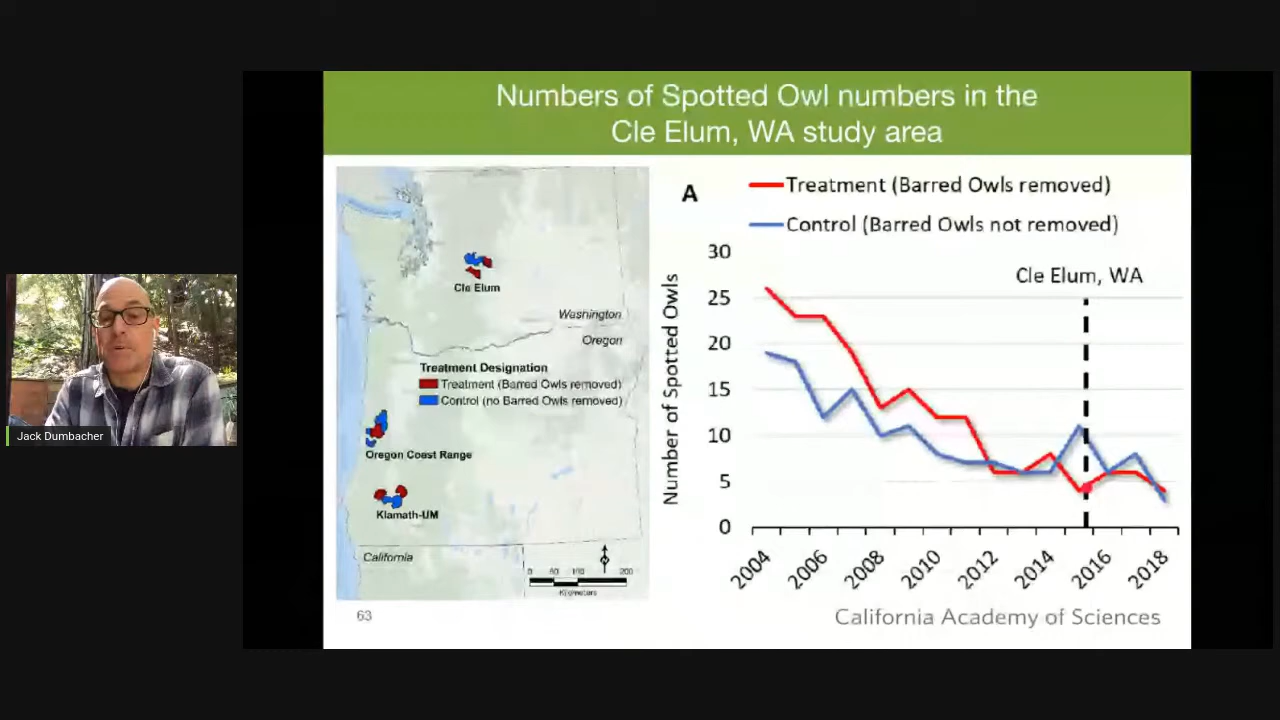 Numbers of Spotted Owl numbers in the
Cle Elum, WA study area
Cle Elum
Washington
Oregon
Treatment Designation
Treatment (Barred Owls removed)
Control (no Barred Owls removed)
Oregon Coast Range
Klamath-UM
California
0 50 100 200
Kilometers
A
Treatment (Barred Owls removed)
Control (Barred Owls not removed)
Cle Elum, WA
Number of Spotted Owls
30
25
20
15
10
5
0
2004 2006 2008 2010 2012 2014 2016 2018
63
California Academy of Sciences
Jack Dumbacher